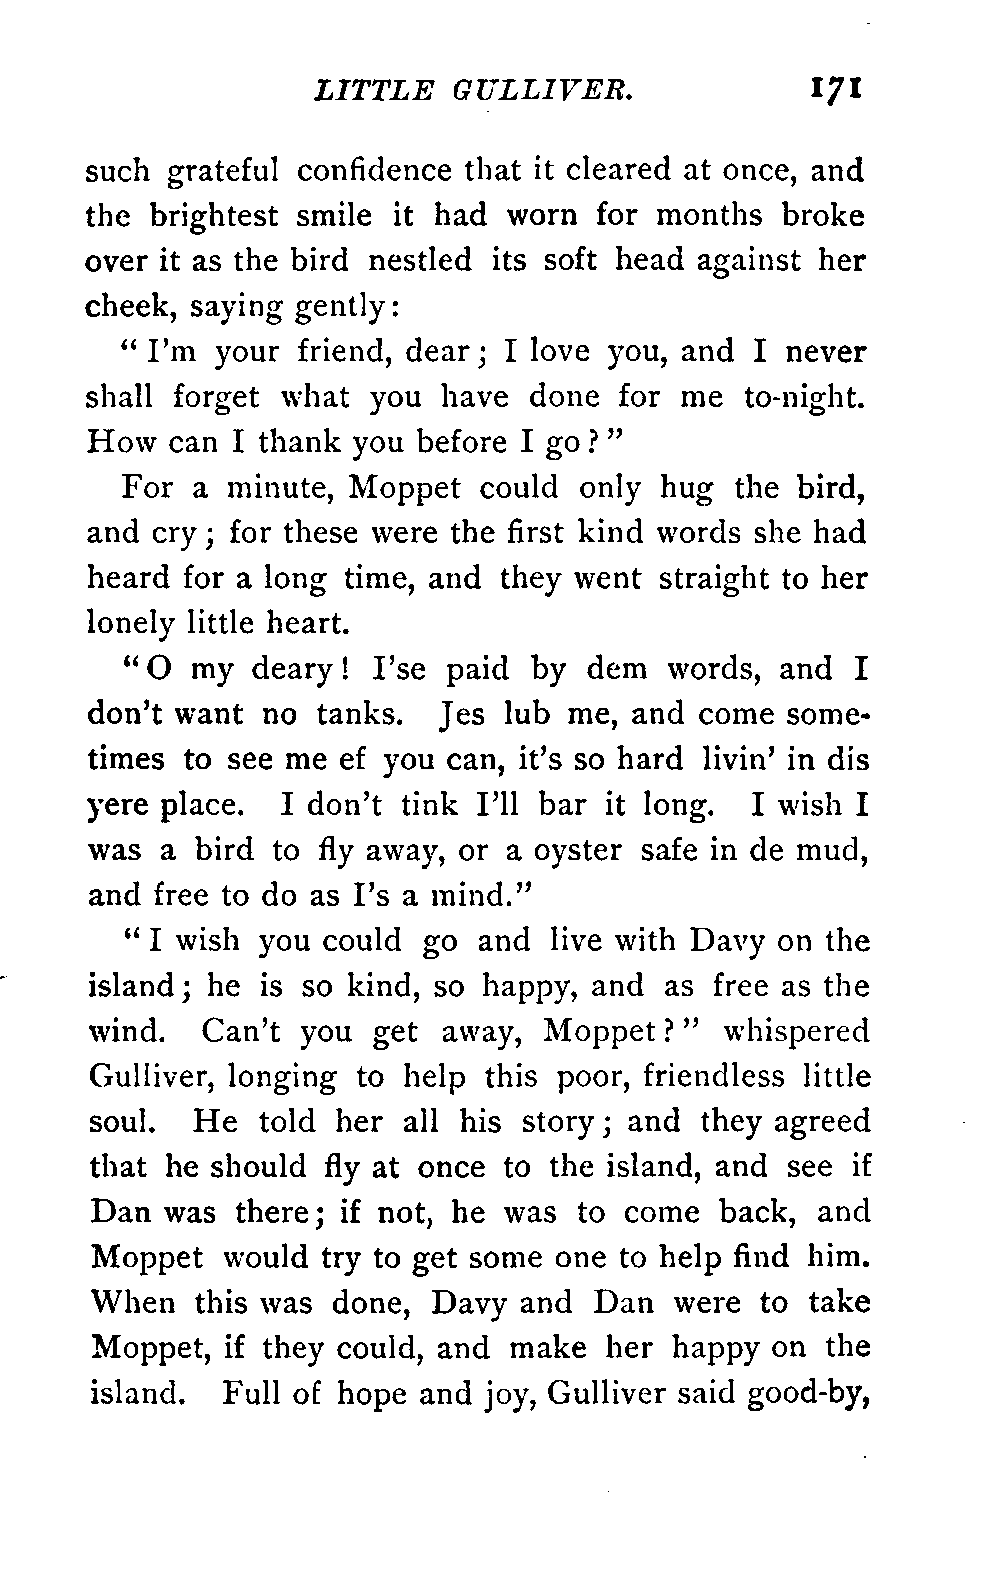 LITTLE GULLIVER. 171
such grateful confidence that it cleared at once, and
the brightest smile it had worn for months broke
over it as the bird nestled its soft head against her
cheek, saying gently:
“I’m your friend, dear; I love you, and I never
shall forget what you have done for me to-night.
How can I thank you before I go?”
For a minute, Moppet could only hug the bird,
and cry; for these were the first kind words she had
heard for a long time, and they went straight to her
lonely little heart.
“O my deary! I’se paid by dem words, and I
don’t want no tanks. Jes lub me, and come some-
times to see me ef you can, it’s so hard livin’ in dis
yere place. I don’t tink I’ll bar it long. I wish I
was a bird to fly away, or a oyster safe in de mud,
and free to do as I’s a mind.”
“I wish you could go and live with Davy on the
island; he is so kind, so happy, and as free as the
wind. Can’t you get away, Moppet?” whispered
Gulliver, longing to help this poor, friendless little
soul. He told her all his story; and they agreed
that he should fly at once to the island, and see if
Dan was there; if not, he was to come back, and
Moppet would try to get some one to help find him.
When this was done, Davy and Dan were to take
Moppet, if they could, and make her happy on the
island. Full of hope and joy, Gulliver said good-by,